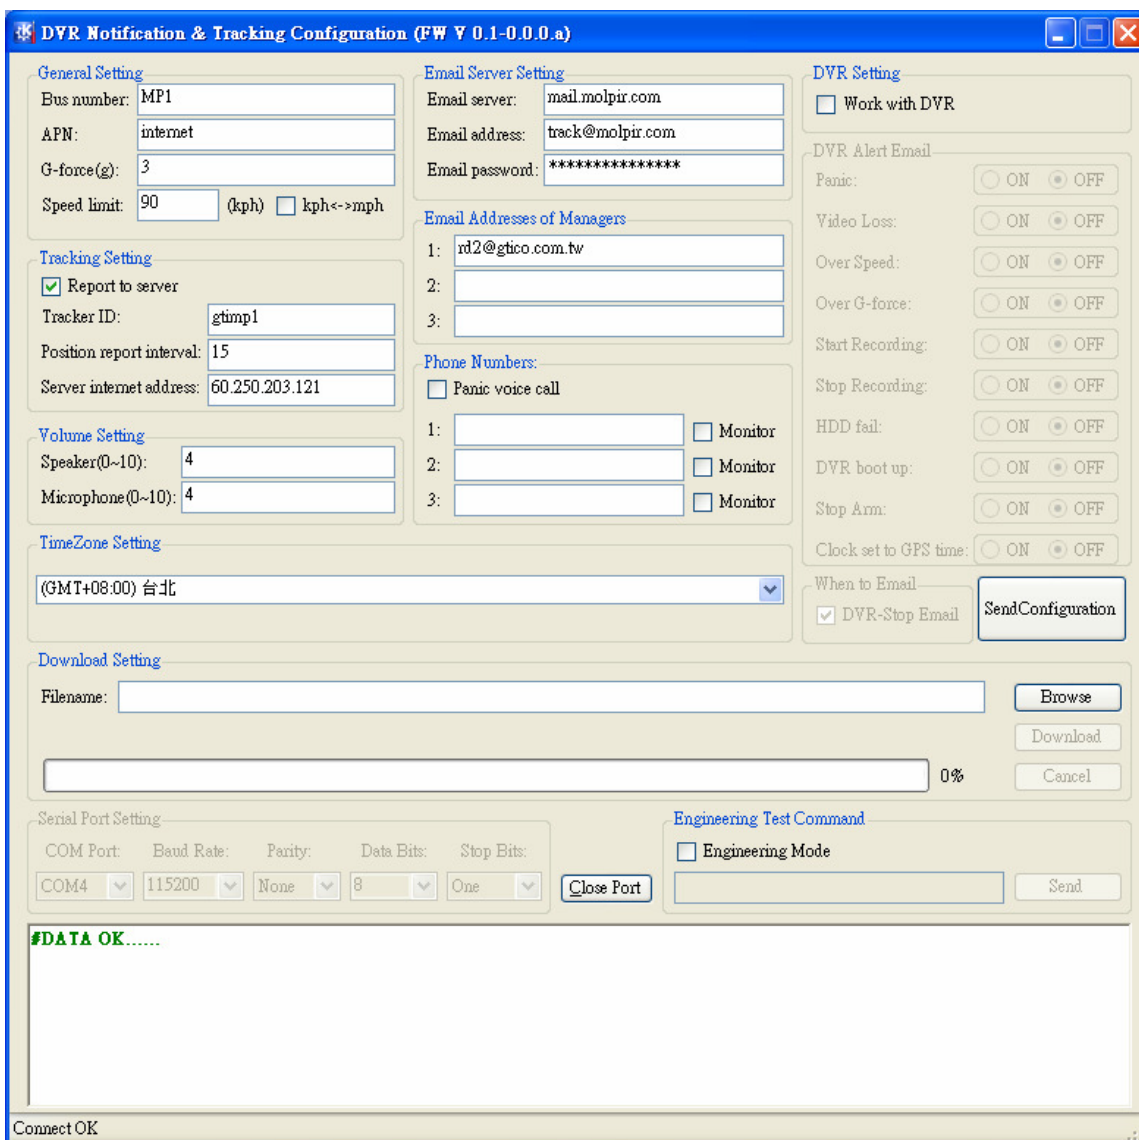 DVR Notification & Tracking Configuration (FW V 0.1-0.0.0.a)
General Setting
Bus number: MP1
APN: internet
G-force(g): 3
Speed limit: 90 (kph) kph<->mph
Tracking Setting
Report to server
Tracker ID: gtimp1
Position report interval: 15
Server internet address: 60.250.203.121
Volume Setting
Speaker(0~10): 4
Microphone(0~10): 4
Email Server Setting
Email server: mail.molpir.com
Email address: track@molpir.com
Email password: ***************
Email Addresses of Managers
1: rd2@gtico.com.tw
2:
3:
Phone Numbers:
Panic voice call
1: Monitor
2: Monitor
3: Monitor
DVR Setting
Work with DVR
DVR Alert Email
Panic: ON OFF
Video Loss: ON OFF
Over Speed: ON OFF
Over G-force: ON OFF
Start Recording: ON OFF
Stop Recording: ON OFF
HDD fail: ON OFF
DVR boot up: ON OFF
Stop Arm: ON OFF
Clock set to GPS time: ON OFF
TimeZone Setting
(GMT+08:00) 台北
When to Email
DVR-Stop Email
SendConfiguration
Download Setting
Filename: Browse
Download
0% Cancel
Serial Port Setting
COM Port: Baud Rate: Parity: Data Bits: Stop Bits:
COM4 115200 None 8 One
Close Port
Engineering Test Command
Engineering Mode
Send
#DATA OK......
Connect OK